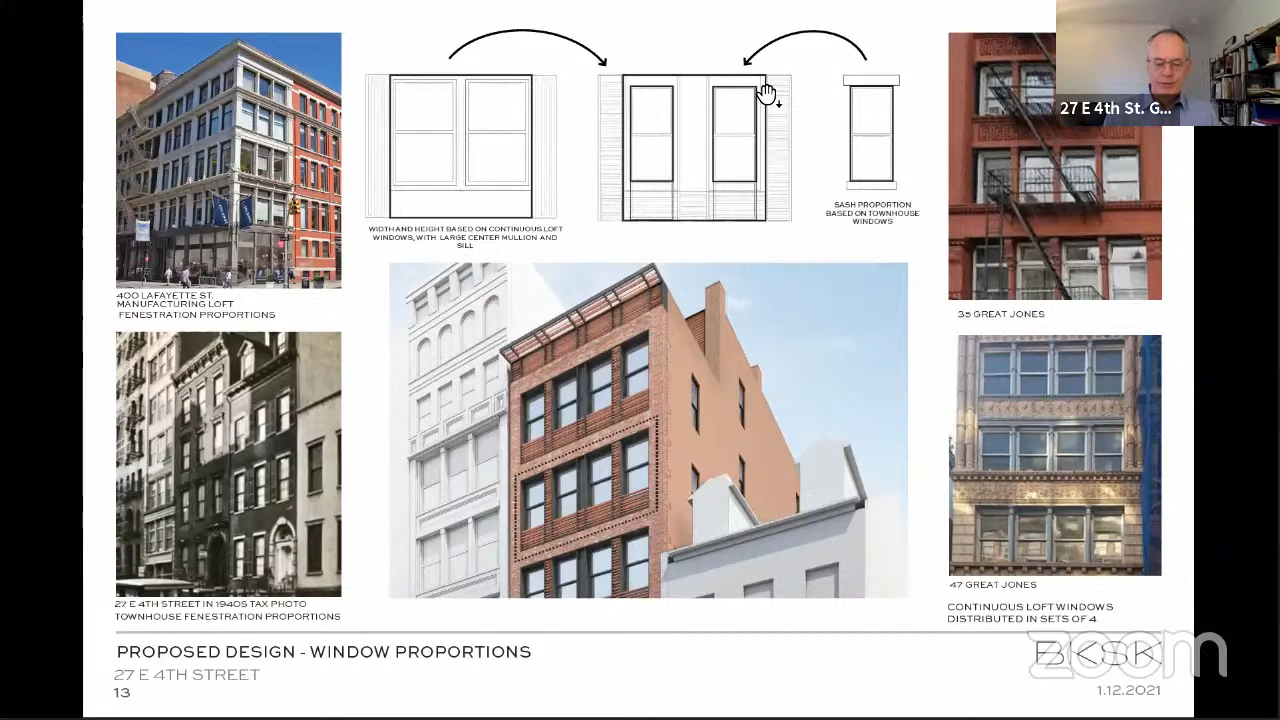 27 E 4th St. G...
WIDTH AND HEIGHT BASED ON CONTINUOUS LOFT
WINDOWS, WITH LARGE CENTER MULLION AND
SILL
SASH PROPORTION
BASED ON TOWNHOUSE
WINDOWS
400 LAFAYETTE ST.
MANUFACTURING LOFT
FENESTRATION PROPORTIONS
35 GREAT JONES
27 E 4TH STREET IN 1940S TAX PHOTO
TOWNHOUSE FENESTRATION PROPORTIONS
47 GREAT JONES
CONTINUOUS LOFT WINDOWS
DISTRIBUTED IN SETS OF 4
PROPOSED DESIGN - WINDOW PROPORTIONS
27 E 4TH STREET
13
BKSK
zoom
1.12.2021